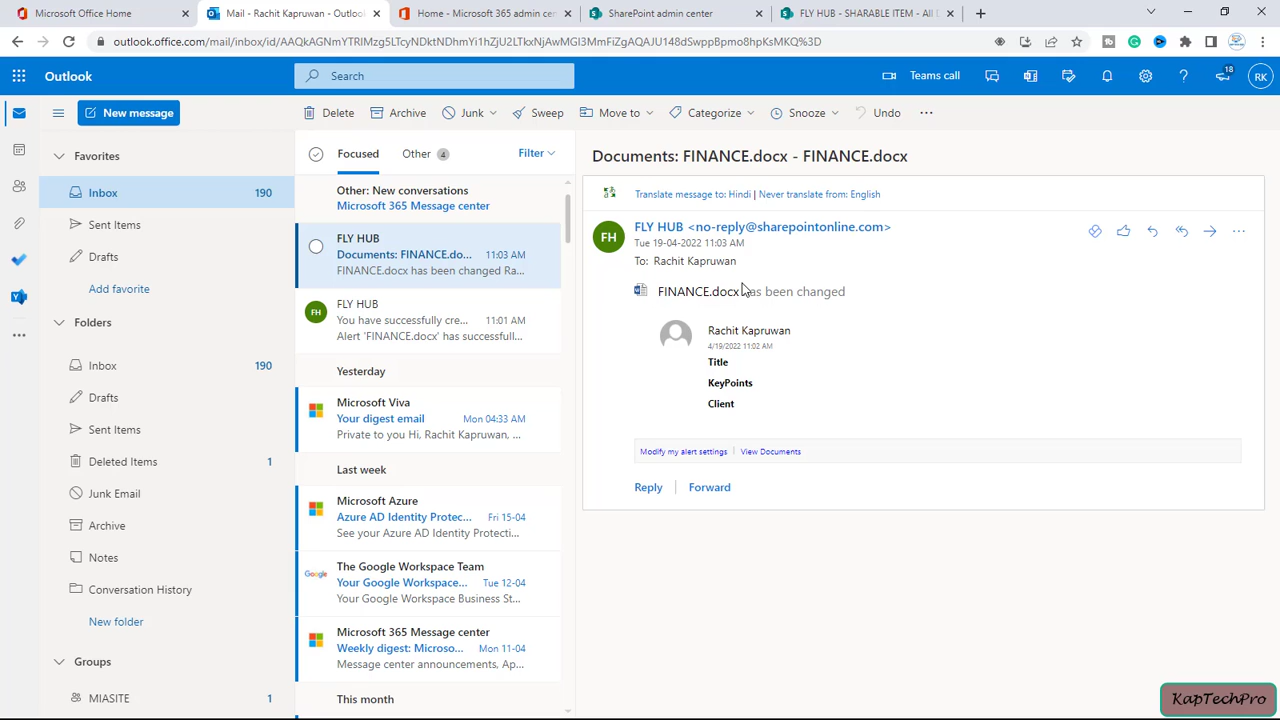 Microsoft Office Home
Mail - Rachit Kapruwan - Outlook
Home - Microsoft 365 admin cen
SharePoint admin center
FLY HUB - SHARABLE ITEM - All D
outlook.office.com/mail/inbox/id/AAQkAGNmYTRIMzg5LTcyNDktNDhmYi1hZjU2LTkxNjAwMGI3MmFiZgAQAJU148dSwppBpmo8hpKsMKQ%3D
Outlook
Search
Teams call
18
RK
New message
Delete
Archive
Junk
Sweep
Move to
Categorize
Snooze
Undo
Favorites
Inbox 190
Sent Items
Drafts
Add favorite
Folders
Inbox 190
Drafts
Sent Items
Deleted Items 1
Junk Email
Archive
Notes
Conversation History
New folder
Groups
MIASITE 1
Focused
Other 4
Filter
Other: New conversations
Microsoft 365 Message center
FLY HUB
Documents: FINANCE.do... 11:03 AM
FINANCE.docx has been changed Ra...
FH
FLY HUB
You have successfully cre... 11:01 AM
Alert 'FINANCE.docx' has successfull...
Yesterday
Microsoft Viva
Your digest email Mon 04:33 AM
Private to you Hi, Rachit Kapruwan, ...
Last week
Microsoft Azure
Azure AD Identity Protec... Fri 15-04
See your Azure AD Identity Protecti...
Google
The Google Workspace Team
Your Google Workspace... Tue 12-04
Your Google Workspace Business St...
Microsoft 365 Message center
Weekly digest: Microso... Mon 11-04
Message center announcements, Ap...
This month
Documents: FINANCE.docx - FINANCE.docx
Translate message to: Hindi | Never translate from: English
FH
FLY HUB <no-reply@sharepointonline.com>
Tue 19-04-2022 11:03 AM
To: Rachit Kapruwan
FINANCE.docx has been changed
Rachit Kapruwan
4/19/2022 11:02 AM
Title
KeyPoints
Client
Modify my alert settings | View Documents
Reply
Forward
KapTechPro